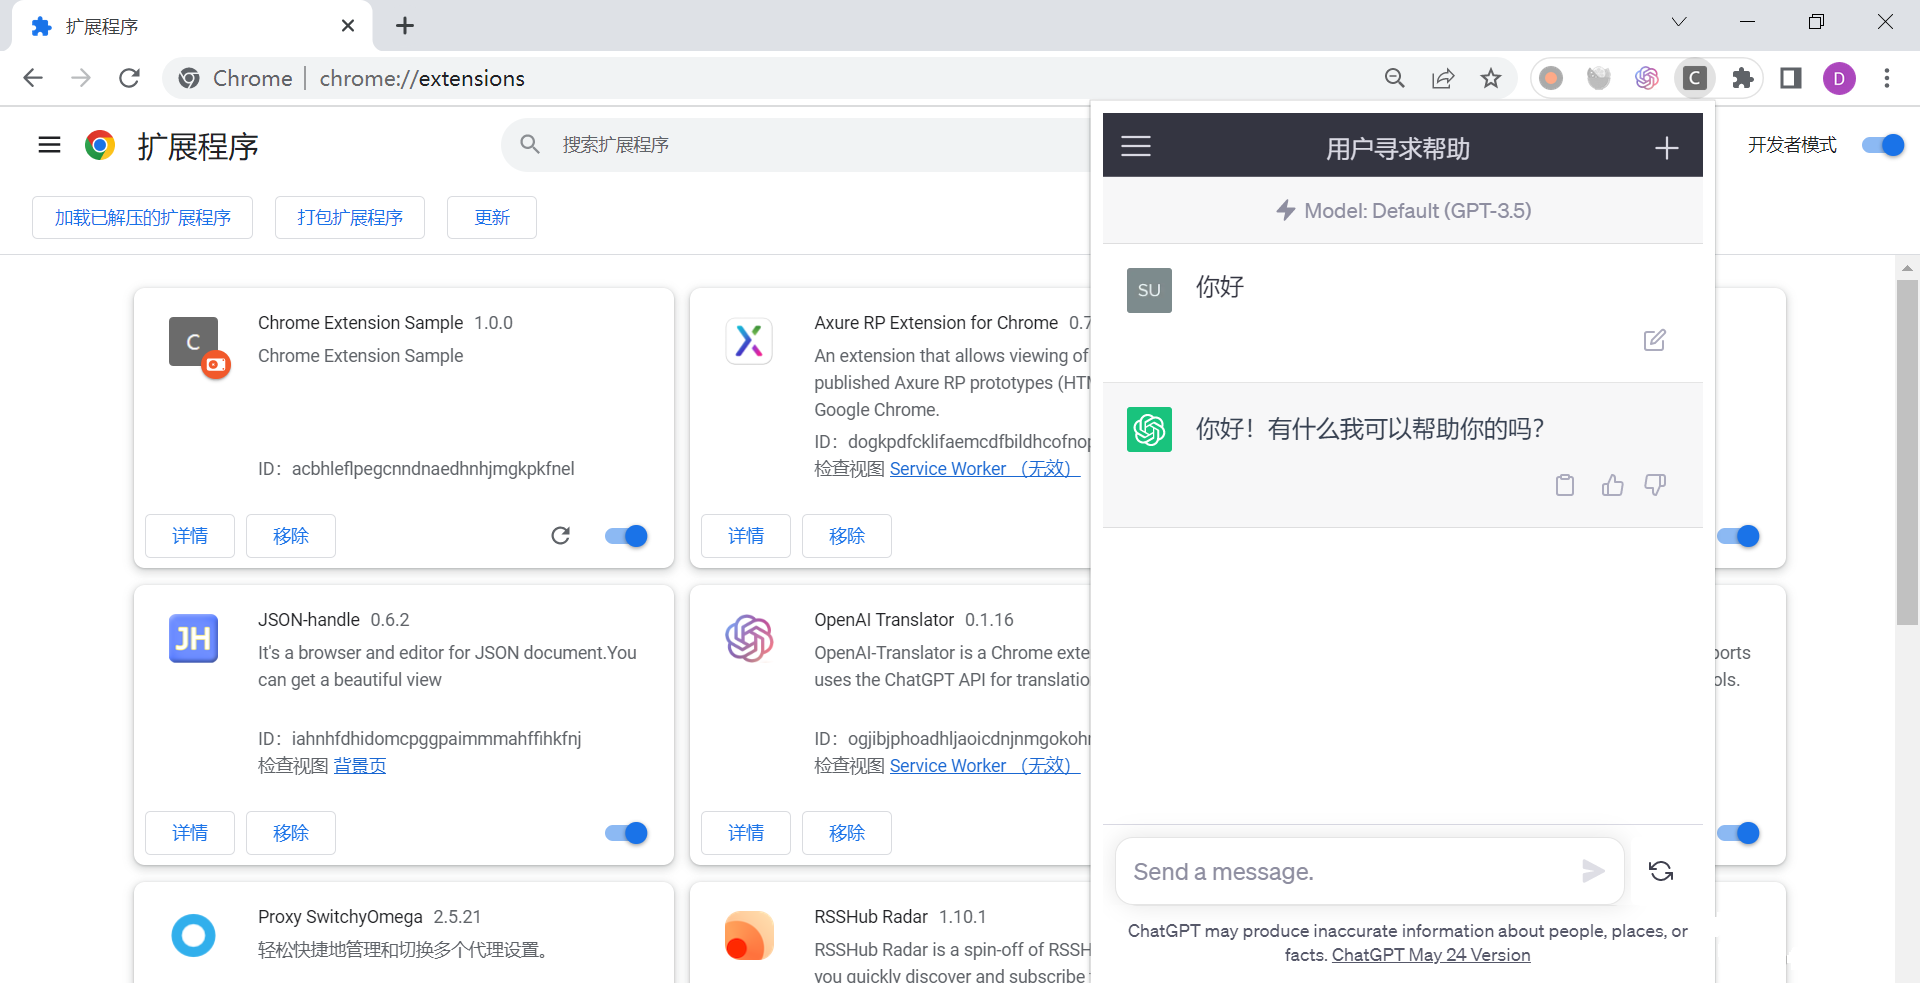 扩展程序
Chrome
chrome://extensions
C
D
扩展程序
搜索扩展程序
开发者模式
加载已解压的扩展程序
打包扩展程序
更新
C
Chrome Extension Sample 1.0.0
Chrome Extension Sample
ID：acbhleflpegcnndnaedhnhjmgkpkfnel
详情
移除
Axure RP Extension for Chrome 0.7
An extension that allows viewing of
published Axure RP prototypes (HTM
Google Chrome.
ID：dogkpdfcklifaemcdfbildhcofnop
检查视图 Service Worker （无效）
详情
移除
JH
JSON-handle 0.6.2
It's a browser and editor for JSON document.You
can get a beautiful view
ID：iahnhfdhidomcpggpaimmmahffihkfnj
检查视图 背景页
详情
移除
OpenAI Translator 0.1.16
OpenAI-Translator is a Chrome exte
uses the ChatGPT API for translatio
ID：ogjibjphoadhljaoicdnjnmgokohr
检查视图 Service Worker （无效）
详情
移除
ports
ols.
Proxy SwitchyOmega 2.5.21
轻松快捷地管理和切换多个代理设置。
RSSHub Radar 1.10.1
RSSHub Radar is a spin-off of RSSH
you quickly discover and subscribe
用户寻求帮助
Model: Default (GPT-3.5)
SU
你好
你好！有什么我可以帮助你的吗？
Send a message.
ChatGPT may produce inaccurate information about people, places, or
facts. ChatGPT May 24 Version